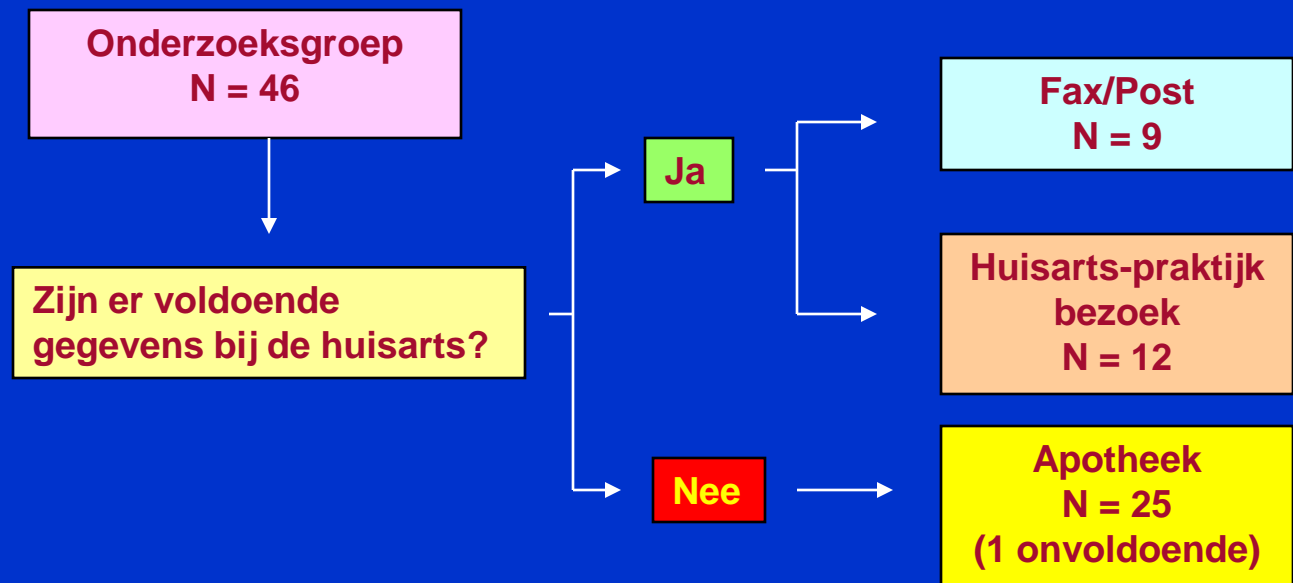 Onderzoeksgroep
N = 46
Zijn er voldoende
gegevens bij de huisarts?
Ja
Nee
Fax/Post
N = 9
Huisarts-praktijk
bezoek
N = 12
Apotheek
N = 25
(1 onvoldoende)